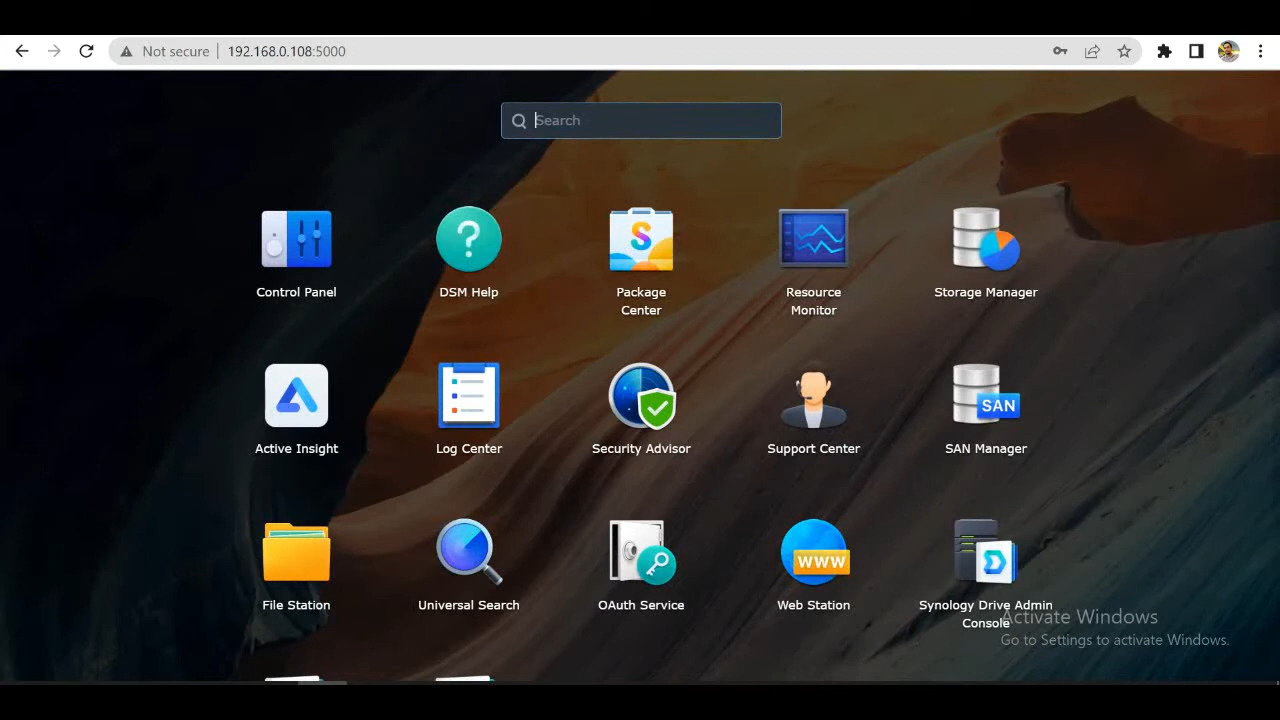 Not secure
192.168.0.108:5000
Search
Control Panel
DSM Help
Package
Center
Resource
Monitor
Storage Manager
Active Insight
Log Center
Security Advisor
Support Center
SAN
SAN Manager
File Station
Universal Search
OAuth Service
WWW
Web Station
Synology Drive Admin
Console
Activate Windows
Go to Settings to activate Windows.